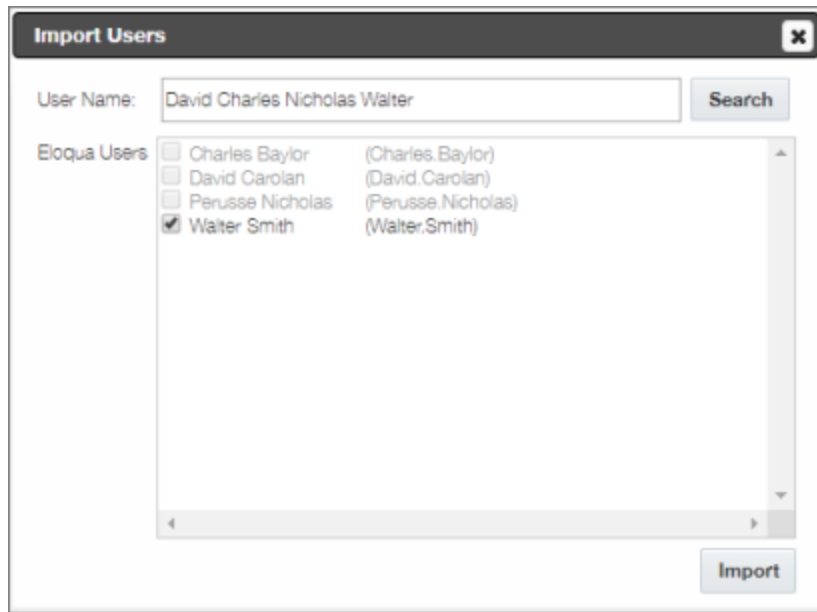 Import Users
User Name: David Charles Nicholas Walter Search
Eloqua Users Charles Baylor (Charles.Baylor)
David Carolan (David.Carolan)
Perusse Nicholas (Perusse.Nicholas)
Walter Smith (Walter.Smith)
Import